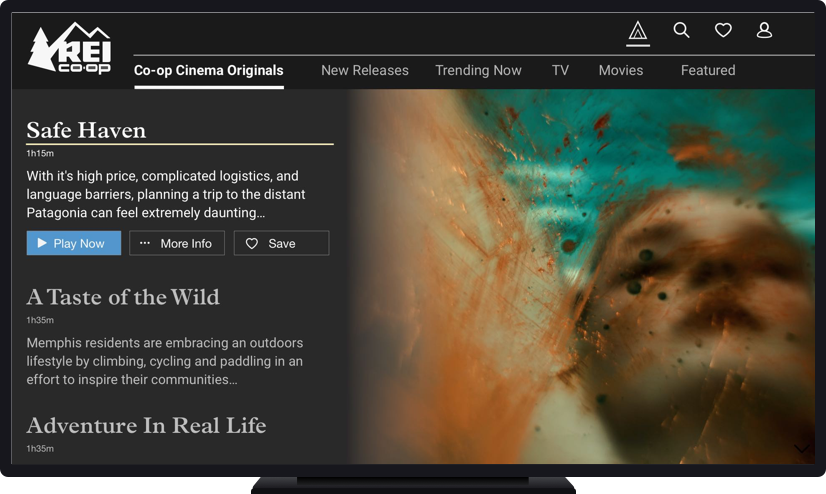 REI
co·op
Co-op Cinema Originals
New Releases
Trending Now
TV
Movies
Featured
Safe Haven
1h15m
With it's high price, complicated logistics, and
language barriers, planning a trip to the distant
Patagonia can feel extremely daunting...
Play Now
More Info
Save
A Taste of the Wild
1h35m
Memphis residents are embracing an outdoors
lifestyle by climbing, cycling and paddling in an
effort to inspire their communities...
Adventure In Real Life
1h35m